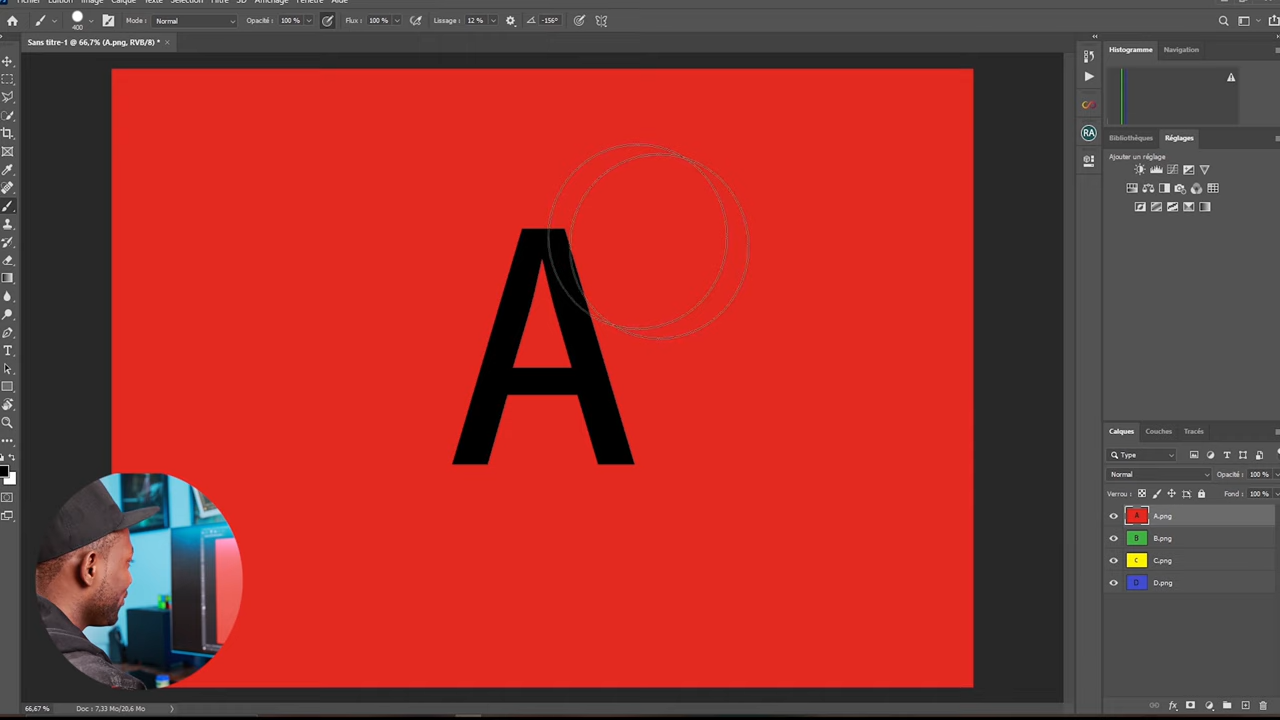 Fichier Edition Image Calque Texte Sélection Filtre 3D Affichage Fenêtre Aide
400 Mode : Normal Opacité : 100 % Flux : 100 % Lissage : 12 % -156°
Sans titre-1 @ 66,7% (A.png, RVB/8) *
Histogramme Navigation
Bibliothèques Réglages
Ajouter un réglage
RA
A
Calques Couches Tracés
Type
Normal Opacité : 100 %
Verrou : Fond : 100 %
A A.png
B B.png
C C.png
D D.png
66,67 % Doc : 7,33 Mo/20,6 Mo